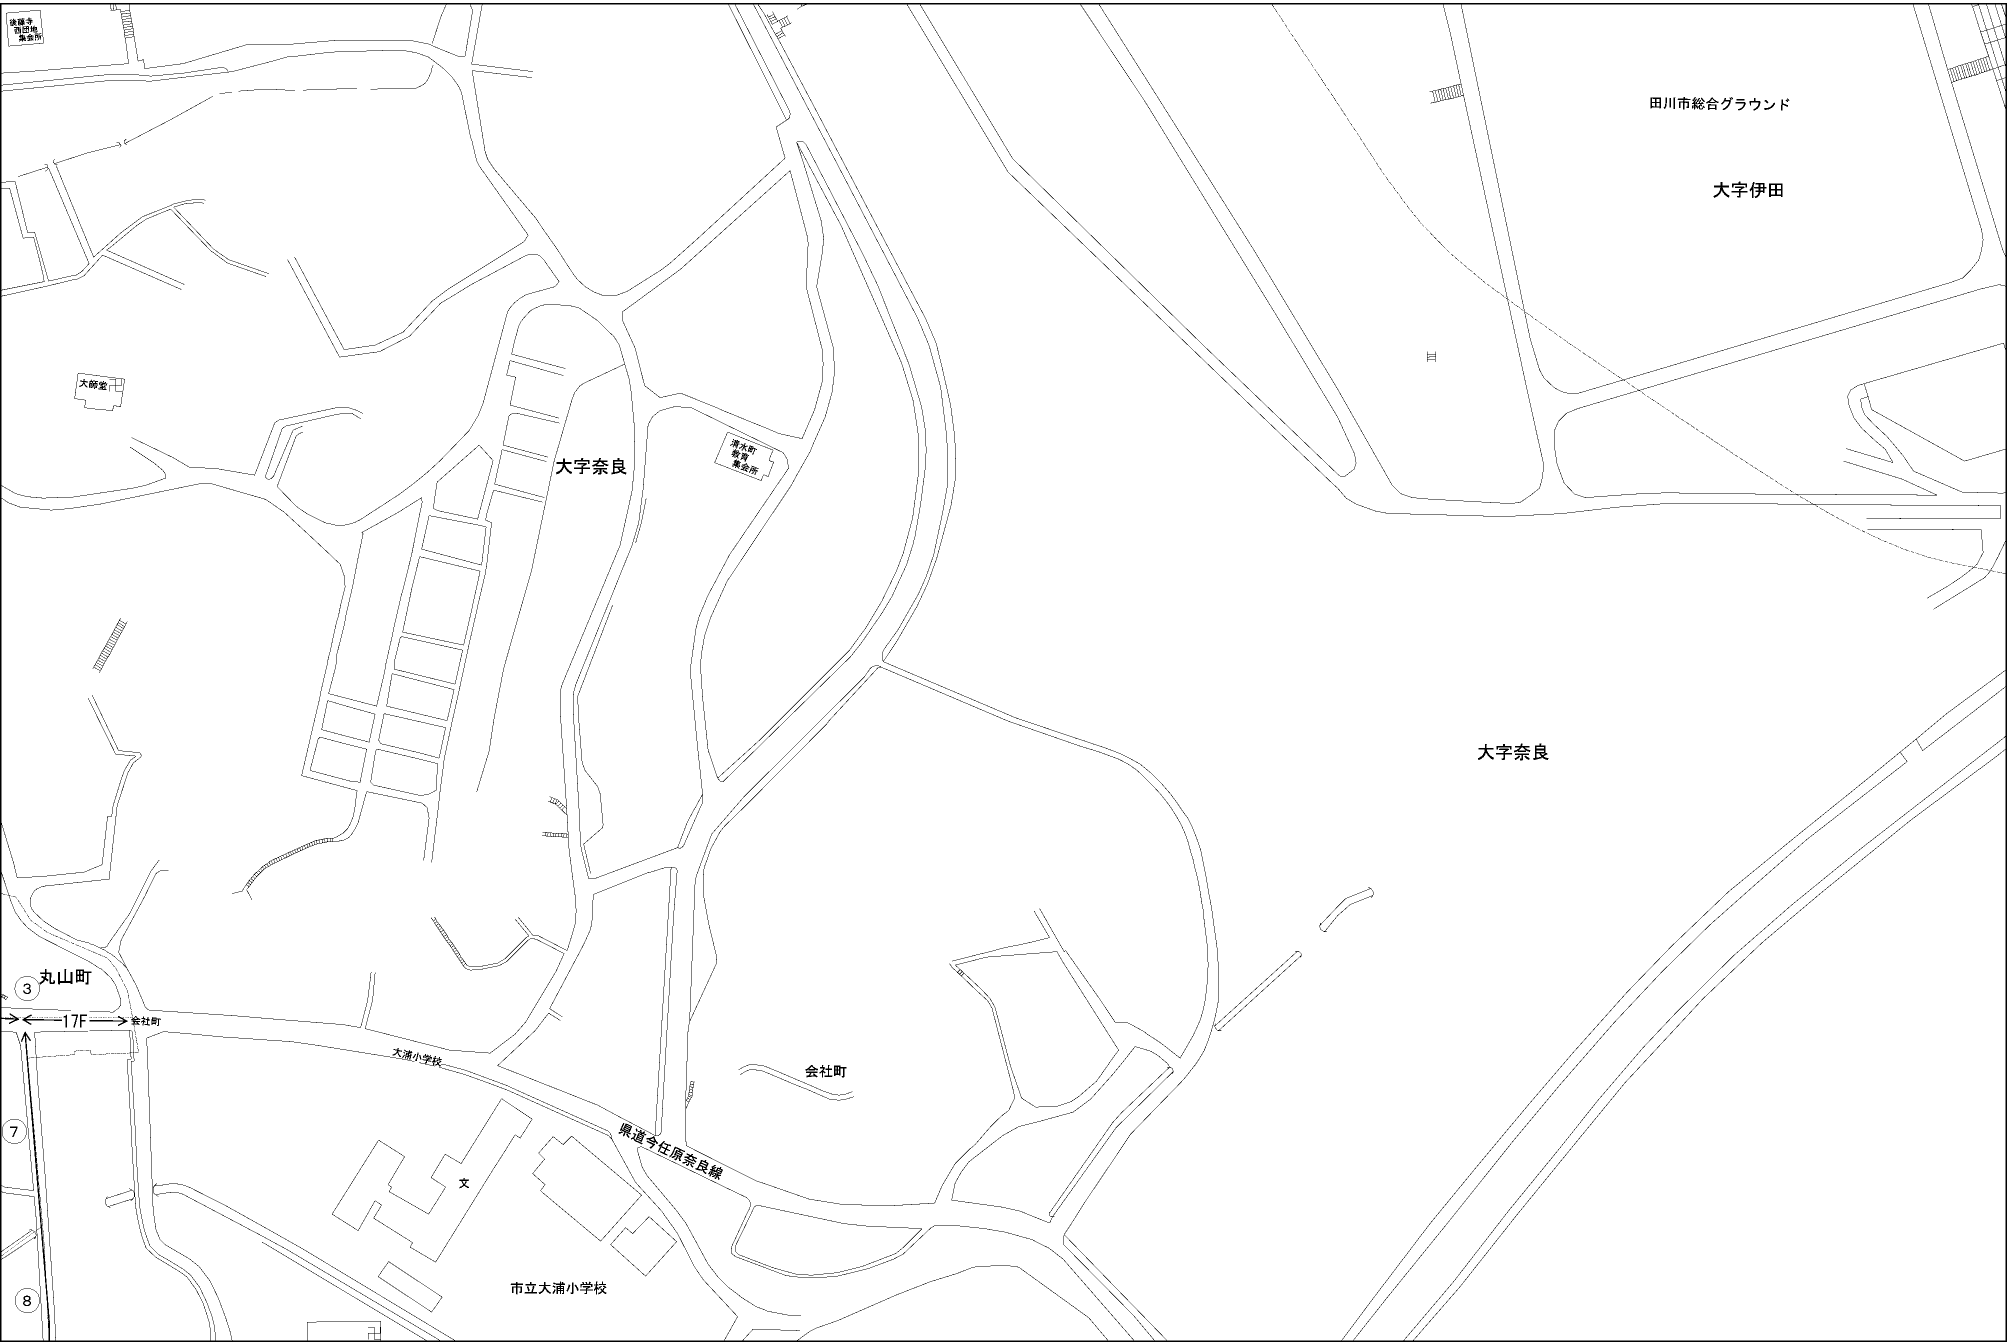 後藤寺
西団地
集会所
田川市総合グラウンド
大字伊田
大師堂
清水町
教育
集会所
大字奈良
大字奈良
丸山町
3
17F
会社町
大浦小学校
会社町
7
県道今任原奈良線
文
8
市立大浦小学校